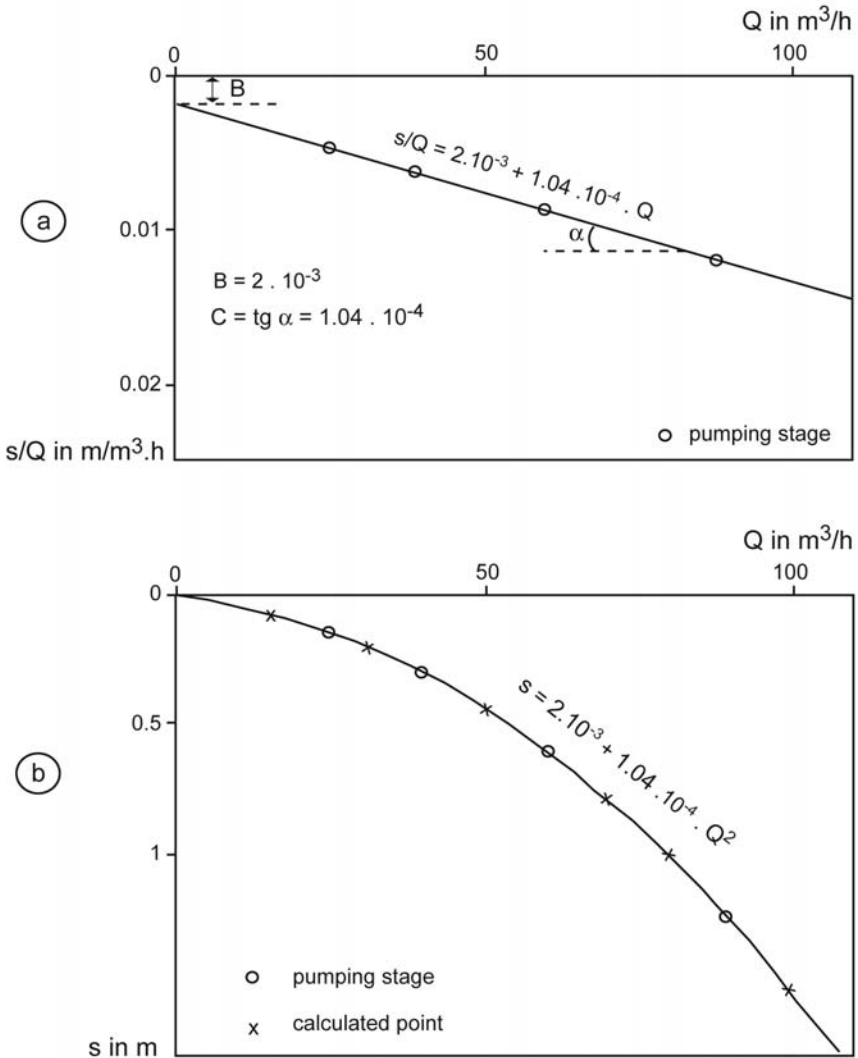 Q in m³/h
0 50 100
0
B
s/Q = 2.10⁻³ + 1.04 .10⁻⁴ . Q
a
0.01
α
B = 2 . 10⁻³
C = tg α = 1.04 . 10⁻⁴
0.02
s/Q in m/m³.h
pumping stage
Q in m³/h
0 50 100
0
s = 2.10⁻³ + 1.04 .10⁻⁴ . Q²
0.5
b
1
pumping stage
calculated point
s in m